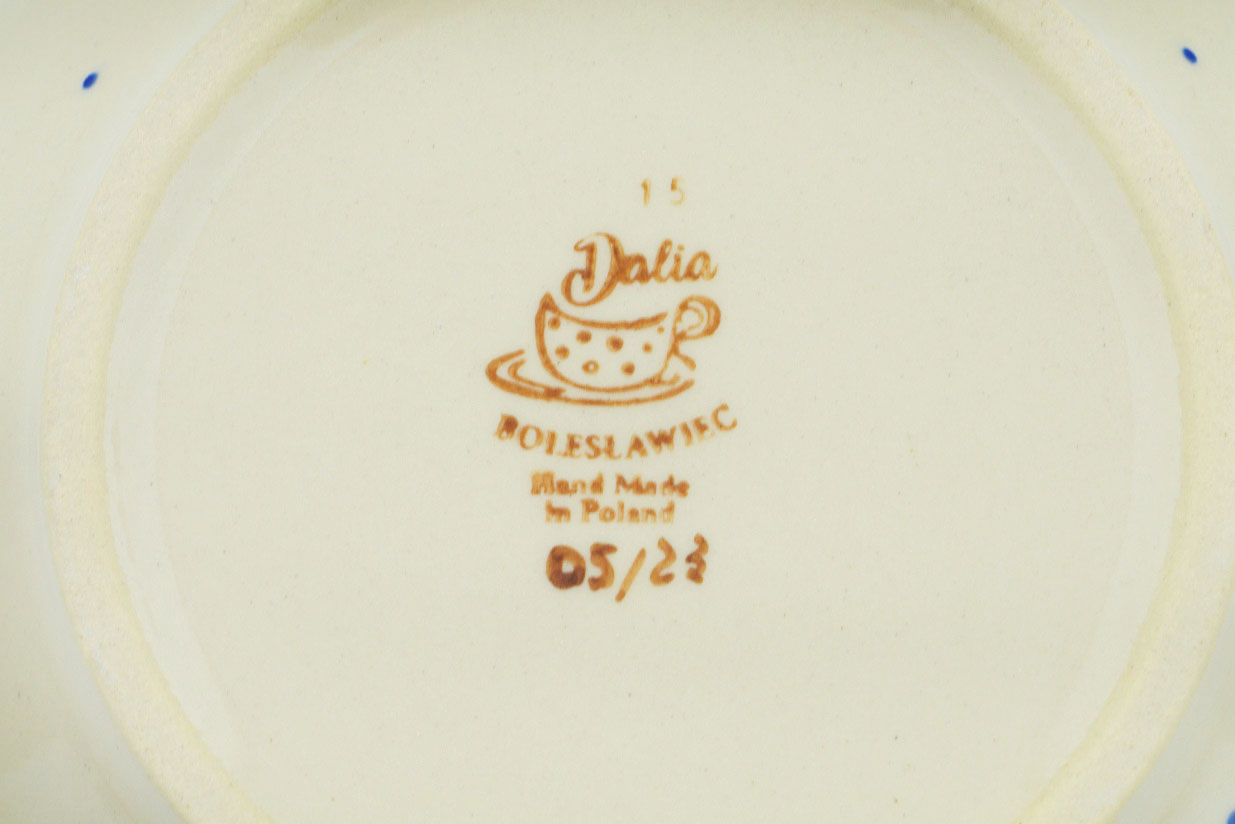 15
Dalia
BOLESŁAWIEC
Hand Made
in Poland
05/23